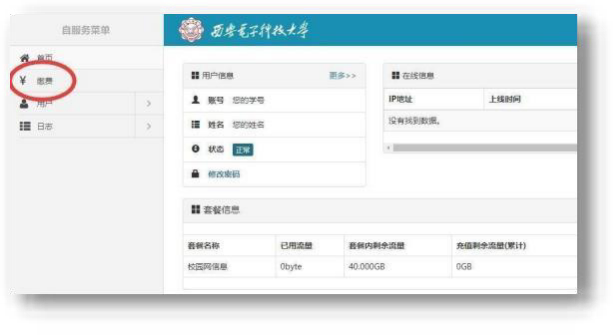 自服务菜单
西安电子科技大学
首页
缴费
用户
日志
用户信息
更多>>
账号 您的学号
姓名 您的姓名
状态 正常
修改密码
在线信息
IP地址 上线时间
没有找到数据。
套餐信息
套餐名称 已用流量 套餐内剩余流量 充值剩余流量(累计)
校园网信息 0byte 40.000GB 0GB